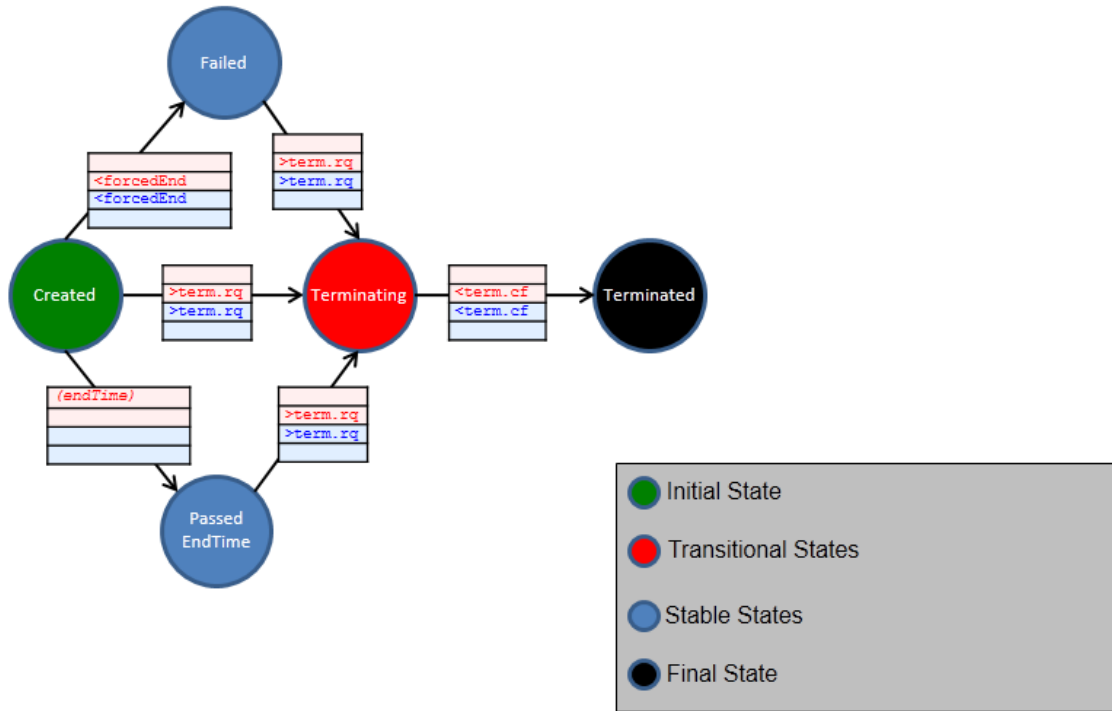 Failed
>term.rq
>term.rq
<forcedEnd
<forcedEnd
Created
>term.rq
>term.rq
Terminating
<term.cf
<term.cf
Terminated
(endTime)
>term.rq
>term.rq
Passed
EndTime
Initial State
Transitional States
Stable States
Final State